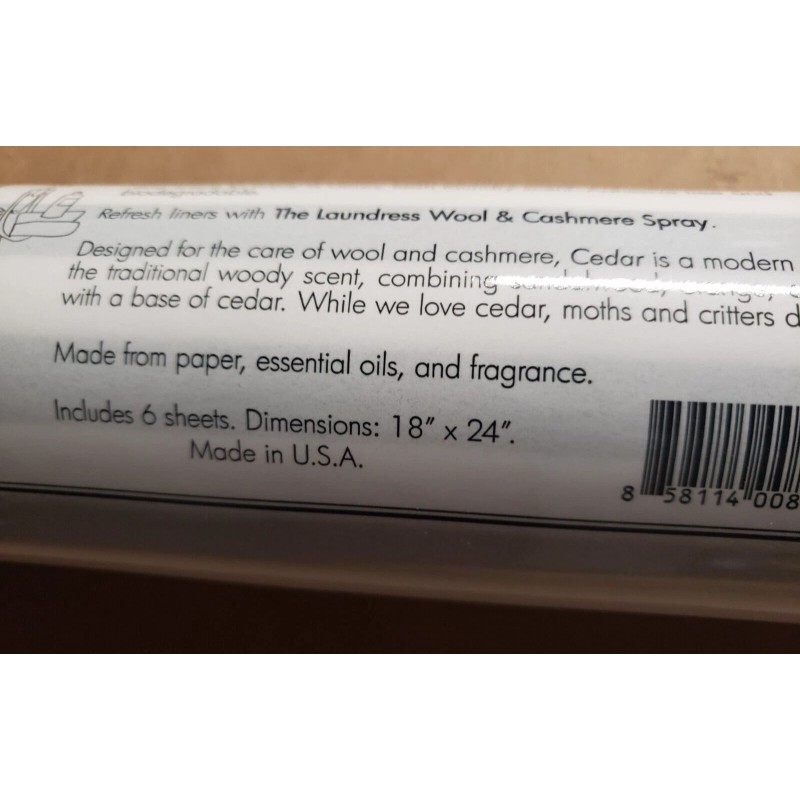 Refresh liners with The Laundress Wool & Cashmere Spray.
Designed for the care of wool and cashmere, Cedar is a modern
the traditional woody scent, combining sandalwood, orange,
with a base of cedar. While we love cedar, moths and critters d
Made from paper, essential oils, and fragrance.
Includes 6 sheets. Dimensions: 18" x 24".
Made in U.S.A.
8 58114 008